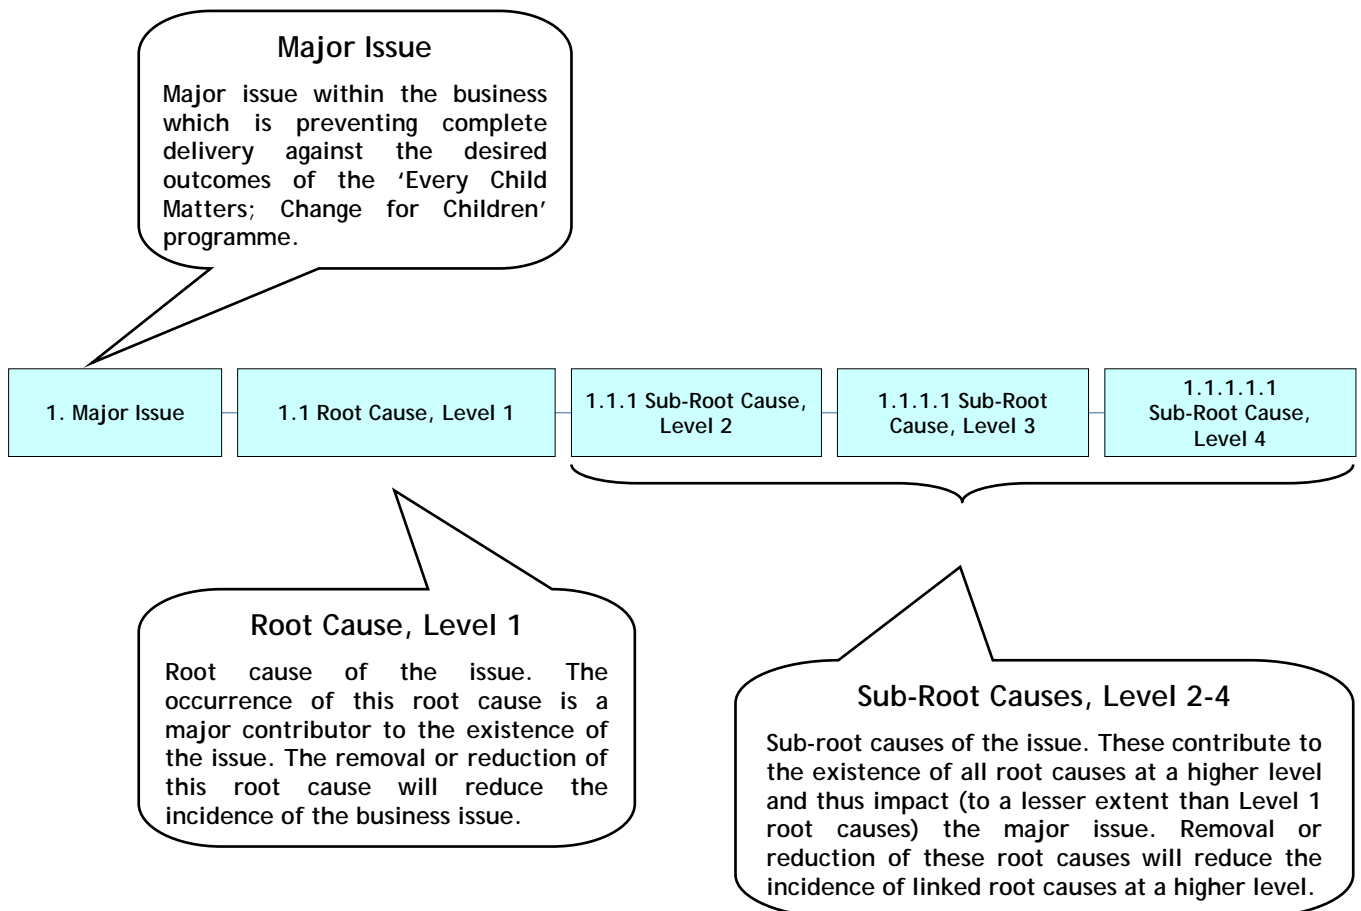 Major Issue
Major issue within the business
which is preventing complete
delivery against the desired
outcomes of the ‘Every Child
Matters; Change for Children’
programme.
1. Major Issue
1.1 Root Cause, Level 1
1.1.1 Sub-Root Cause,
Level 2
1.1.1.1 Sub-Root
Cause, Level 3
1.1.1.1.1
Sub-Root Cause,
Level 4
Root Cause, Level 1
Root cause of the issue. The
occurrence of this root cause is a
major contributor to the existence of
the issue. The removal or reduction of
this root cause will reduce the
incidence of the business issue.
Sub-Root Causes, Level 2-4
Sub-root causes of the issue. These contribute to
the existence of all root causes at a higher level
and thus impact (to a lesser extent than Level 1
root causes) the major issue. Removal or
reduction of these root causes will reduce the
incidence of linked root causes at a higher level.